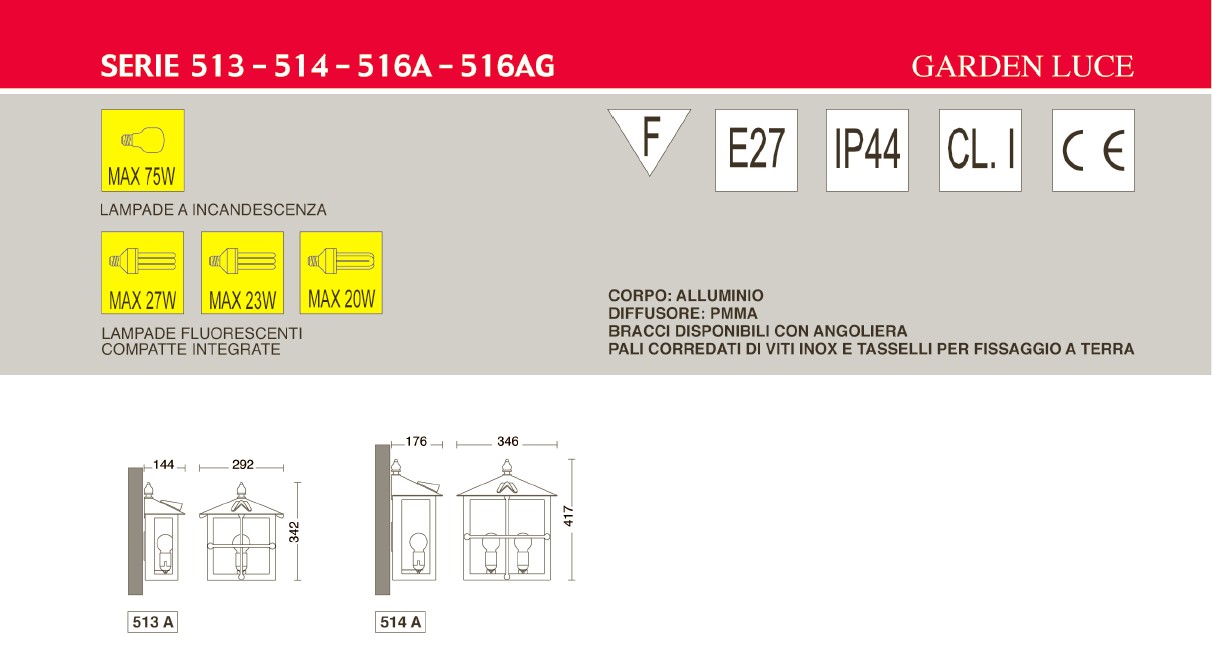 SERIE 513 – 514 – 516A – 516AG
GARDEN LUCE
MAX 75W
LAMPADE A INCANDESCENZA
MAX 27W
MAX 23W
MAX 20W
LAMPADE FLUORESCENTI
COMPATTE INTEGRATE
F
E27
IP44
CL. I
CE
CORPO: ALLUMINIO
DIFFUSORE: PMMA
BRACCI DISPONIBILI CON ANGOLIERA
PALI CORREDATI DI VITI INOX E TASSELLI PER FISSAGGIO A TERRA
144
292
342
513 A
176
346
417
514 A